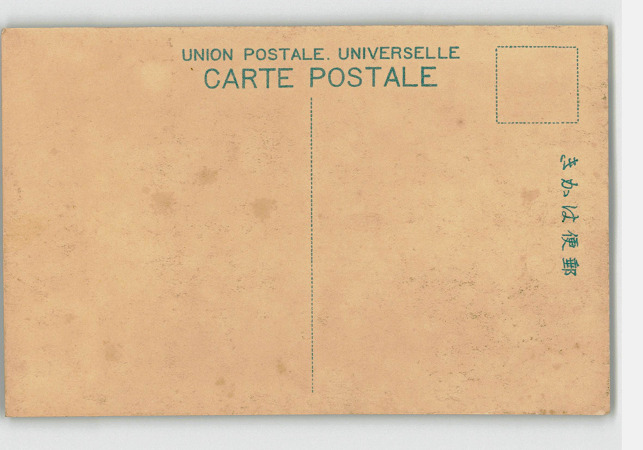 UNION POSTALE. UNIVERSELLE
CARTE POSTALE
郵便はかき